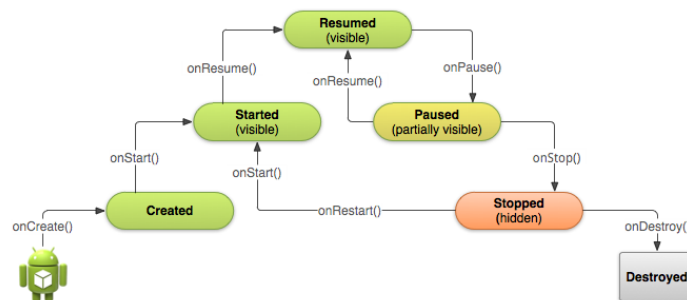 Resumed
(visible)
onResume()
onResume()
onPause()
Started
(visible)
Paused
(partially visible)
onStart()
onStart()
onStop()
Created
onRestart()
Stopped
(hidden)
onCreate()
onDestroy()
Destroyed